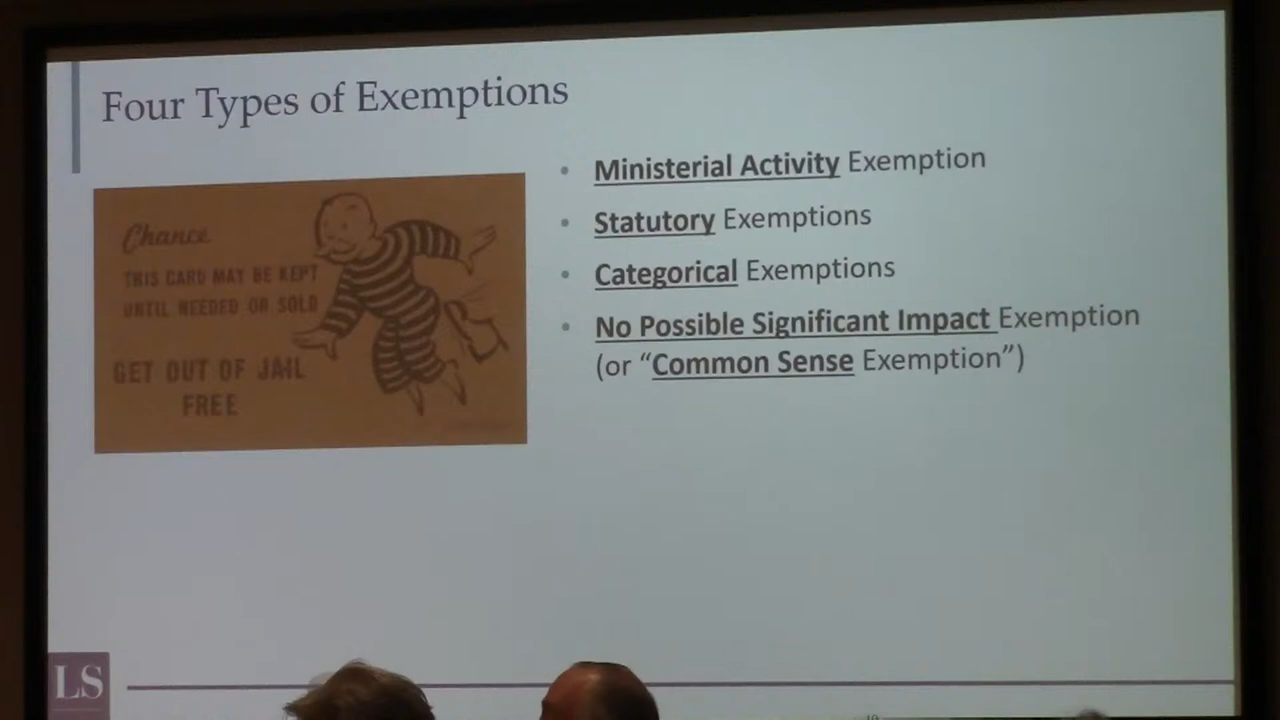 Four Types of Exemptions
Chance
THIS CARD MAY BE KEPT
UNTIL NEEDED OR SOLD
GET OUT OF JAIL
FREE
• Ministerial Activity Exemption
• Statutory Exemptions
• Categorical Exemptions
• No Possible Significant Impact Exemption
(or “Common Sense Exemption”)
LS